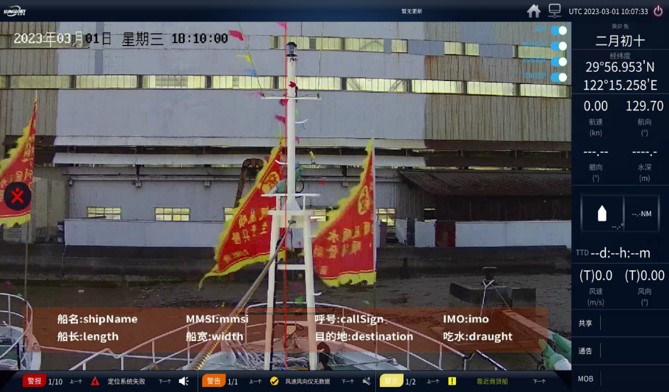 暂无更新
UTC 2023-03-01 10:07:33
2023年03月01日 星期三 18:10:00
二月初十
经纬度
29°56.953'N
122°15.258'E
0.00 129.70
航速 航向
(kn) (°)
---.-- ----.-
艏向 水深
(°) (m)
--.-NM
TTD --d:--h:--m
(T)0.0 (T)0.00
风速 风向
(m/s) (°)
共享
通告
MOB
船名:shipName MMSI:mmsi 呼号:callSign IMO:imo
船长:length 船宽:width 目的地:destination 吃水:draught
警报 1/10 上一个 定位系统失败 下一个 警告 1/1 上一个 风速风向仪无数据 下一个 1/2 上一个 靠近商渔船 下一个